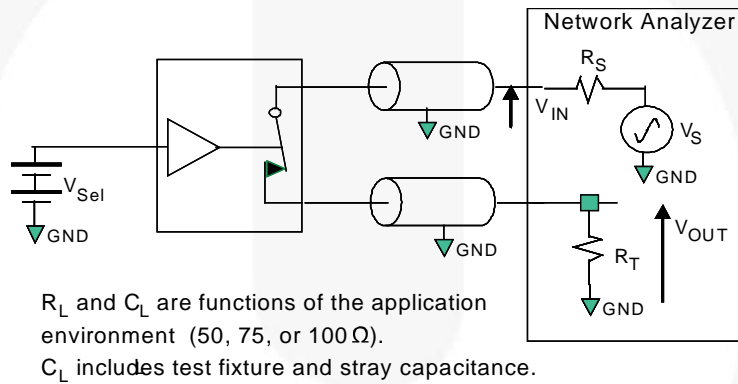 Network Analyzer
R_S
V_IN
V_S
GND
GND
V_Sel
GND
GND
V_OUT
R_T
GND
R_L and C_L are functions of the application
environment (50, 75, or 100 Ω).
C_L includes test fixture and stray capacitance.